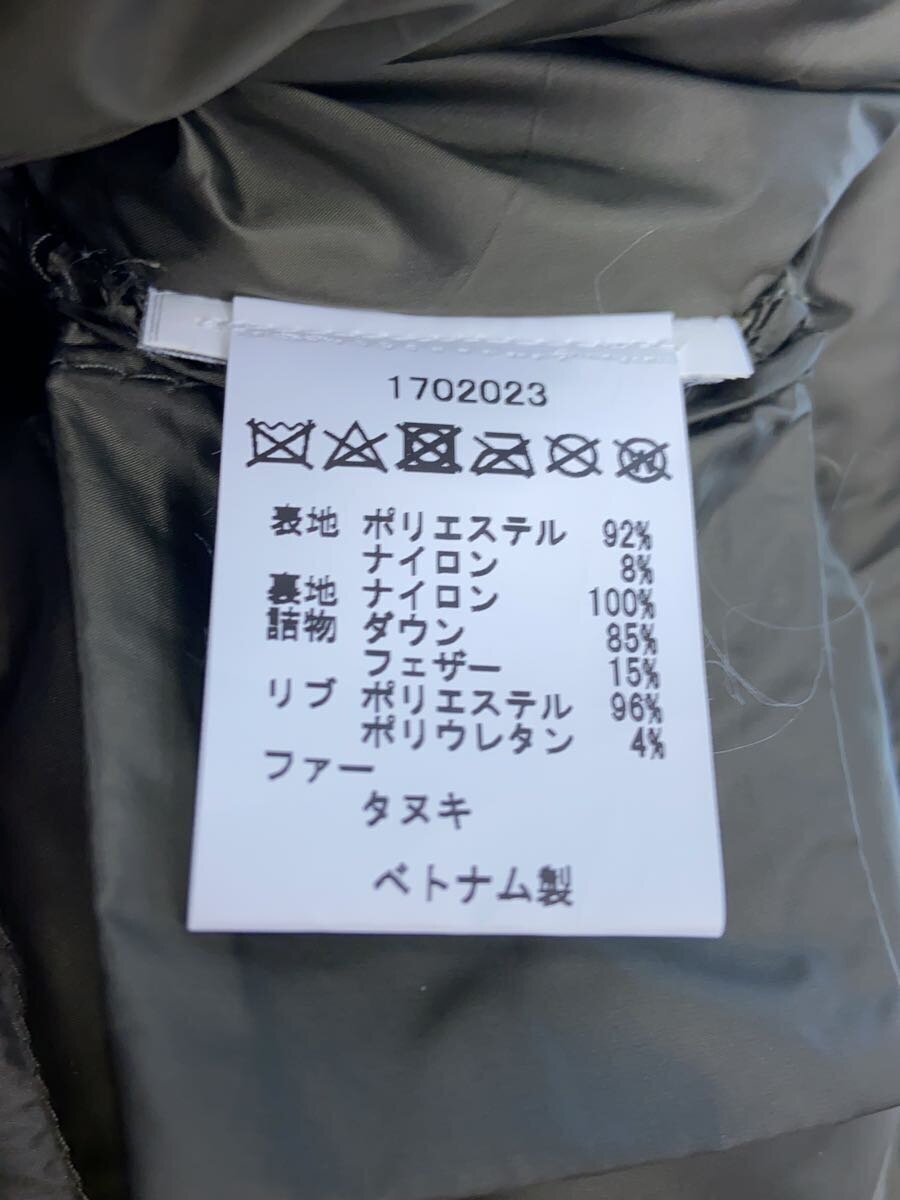 1702023
表地 ポリエステル 92%
ナイロン 8%
裏地 ナイロン 100%
詰物 ダウン 85%
フェザー 15%
リブ ポリエステル 96%
ポリウレタン 4%
ファー
タヌキ
ベトナム製